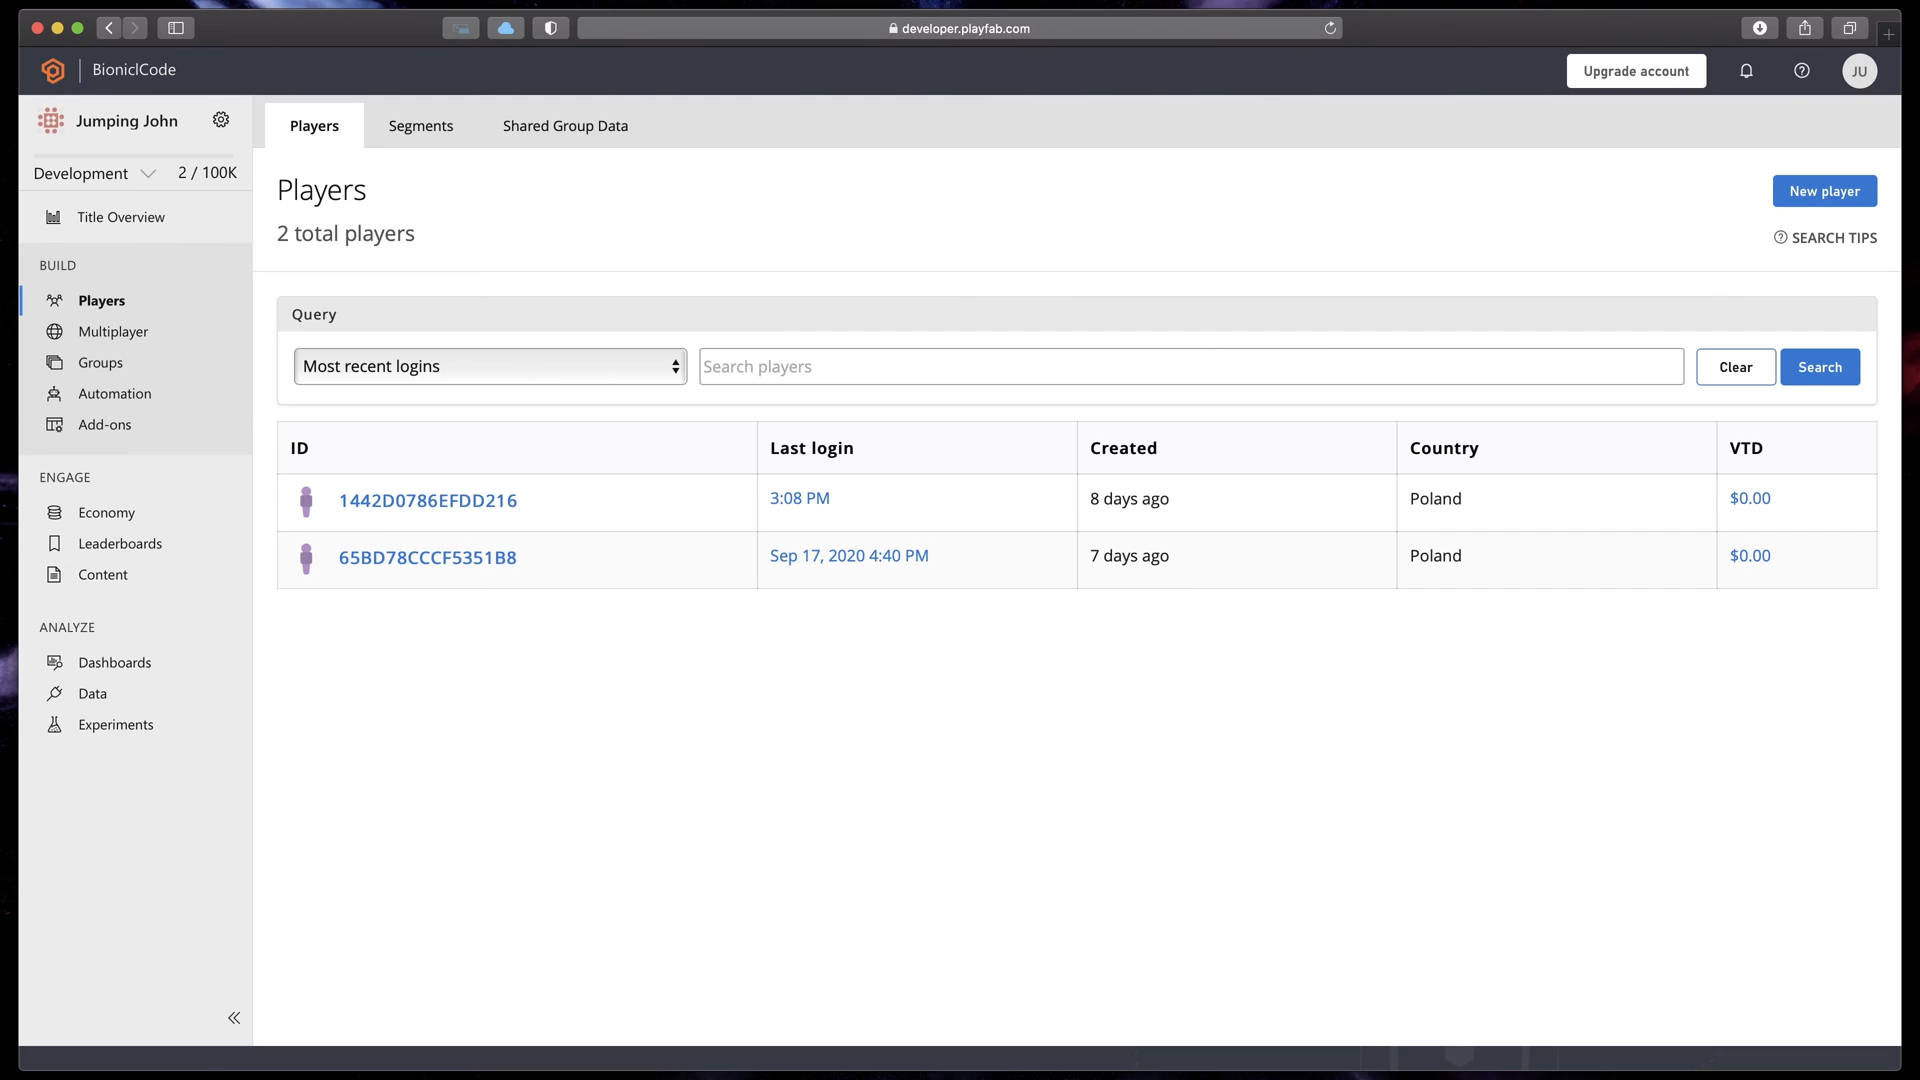 developer.playfab.com
BioniclCode
Upgrade account
JU
Jumping John
Development
2 / 100K
Title Overview
BUILD
Players
Multiplayer
Groups
Automation
Add-ons
ENGAGE
Economy
Leaderboards
Content
ANALYZE
Dashboards
Data
Experiments
Players Segments Shared Group Data
Players
New player
2 total players
SEARCH TIPS
Query
Most recent logins
Search players
Clear
Search
ID Last login Created Country VTD
1442D0786EFDD216 3:08 PM 8 days ago Poland $0.00
65BD78CCCF5351B8 Sep 17, 2020 4:40 PM 7 days ago Poland $0.00